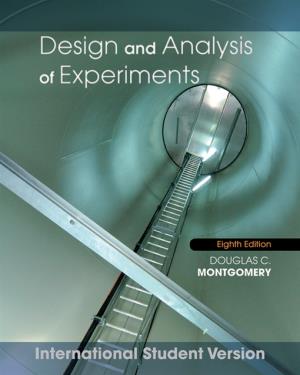 Design and Analysis
of Experiments
Eighth Edition
DOUGLAS C.
MONTGOMERY
International Student Version